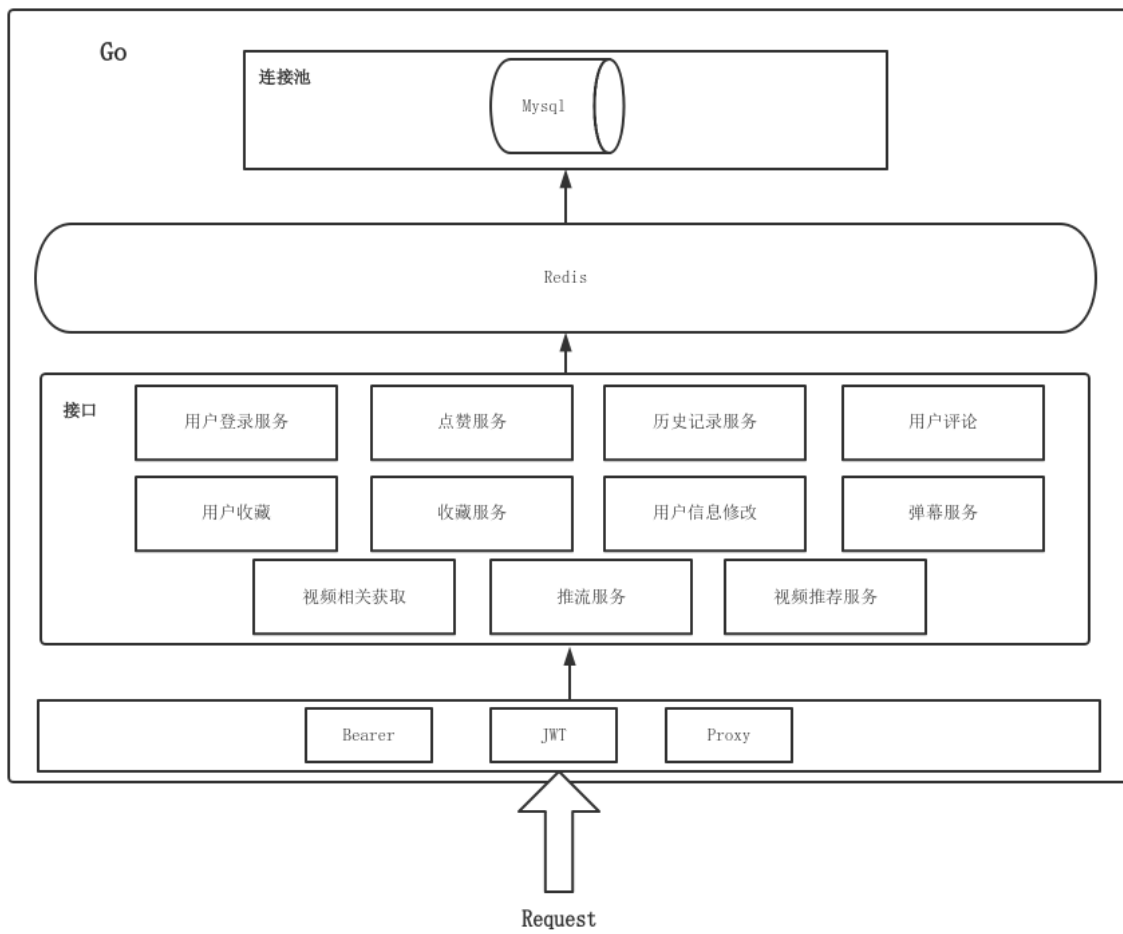 Go
连接池
Mysql
Redis
接口
用户登录服务
点赞服务
历史记录服务
用户评论
用户收藏
收藏服务
用户信息修改
弹幕服务
视频相关获取
推流服务
视频推荐服务
Bearer
JWT
Proxy
Request